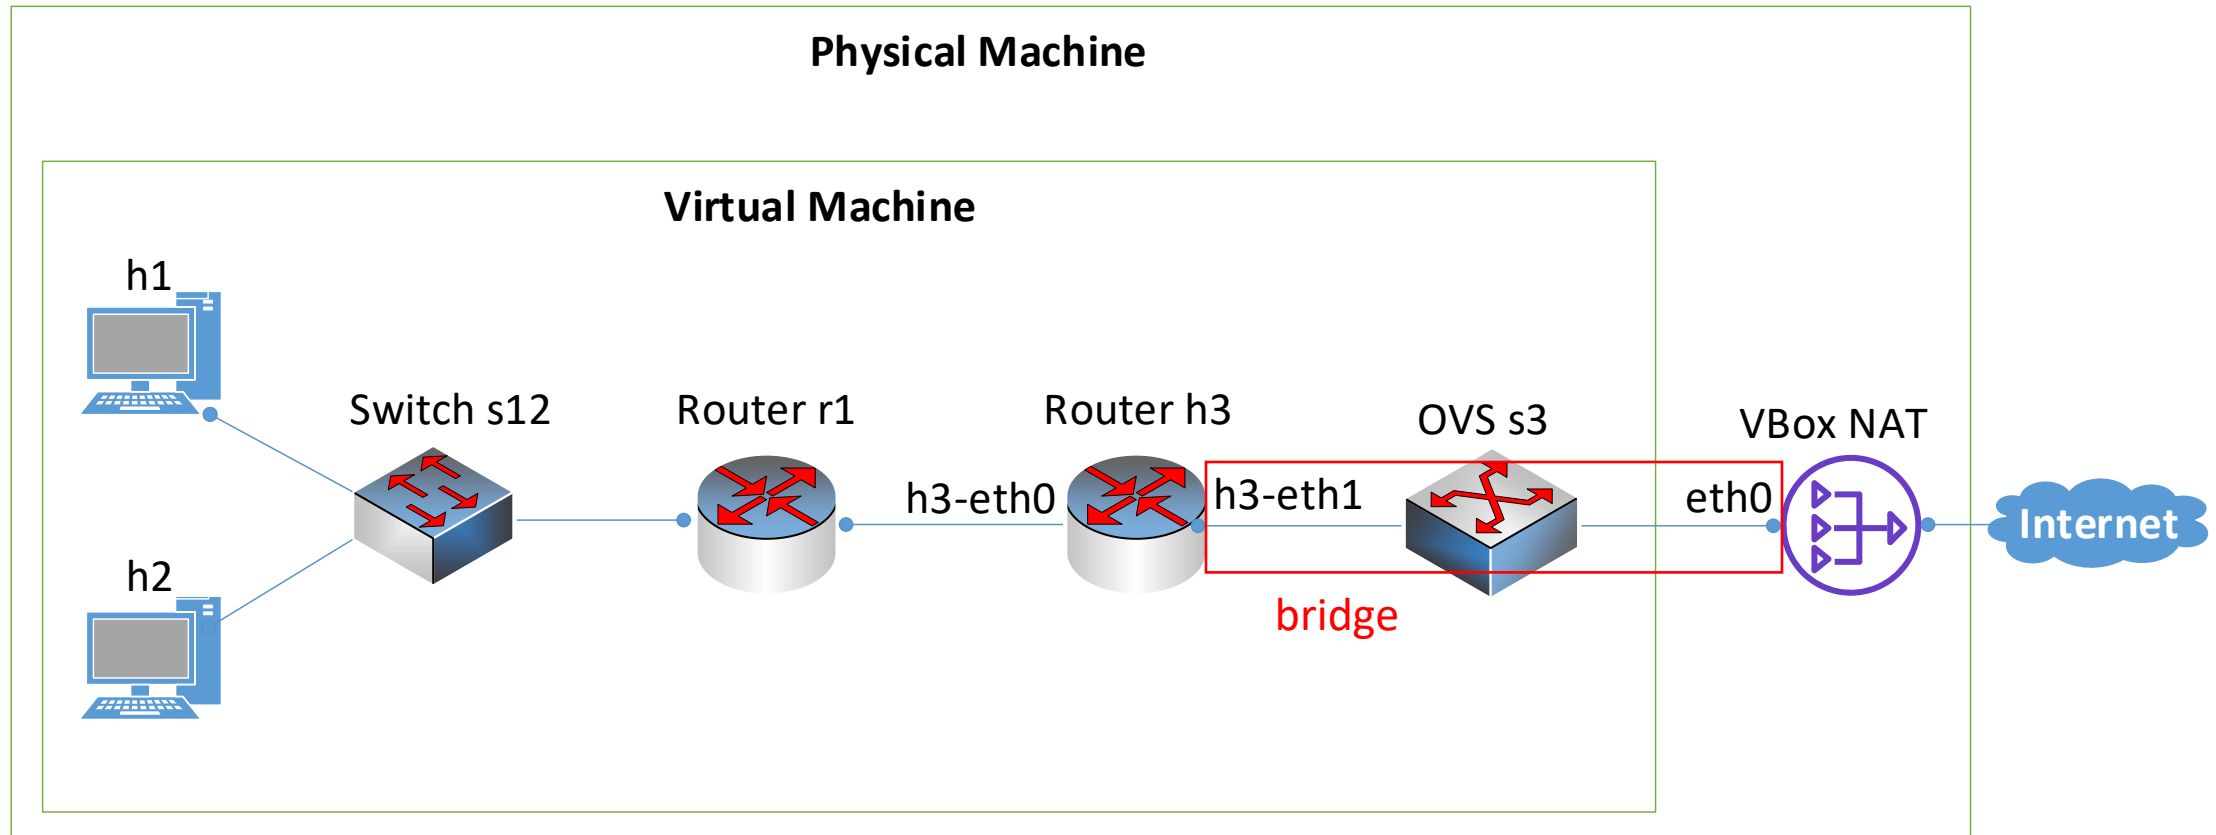 Physical Machine
Virtual Machine
h1
Switch s12
Router r1
Router h3
OVS s3
VBox NAT
h3-eth0
h3-eth1
eth0
Internet
h2
bridge